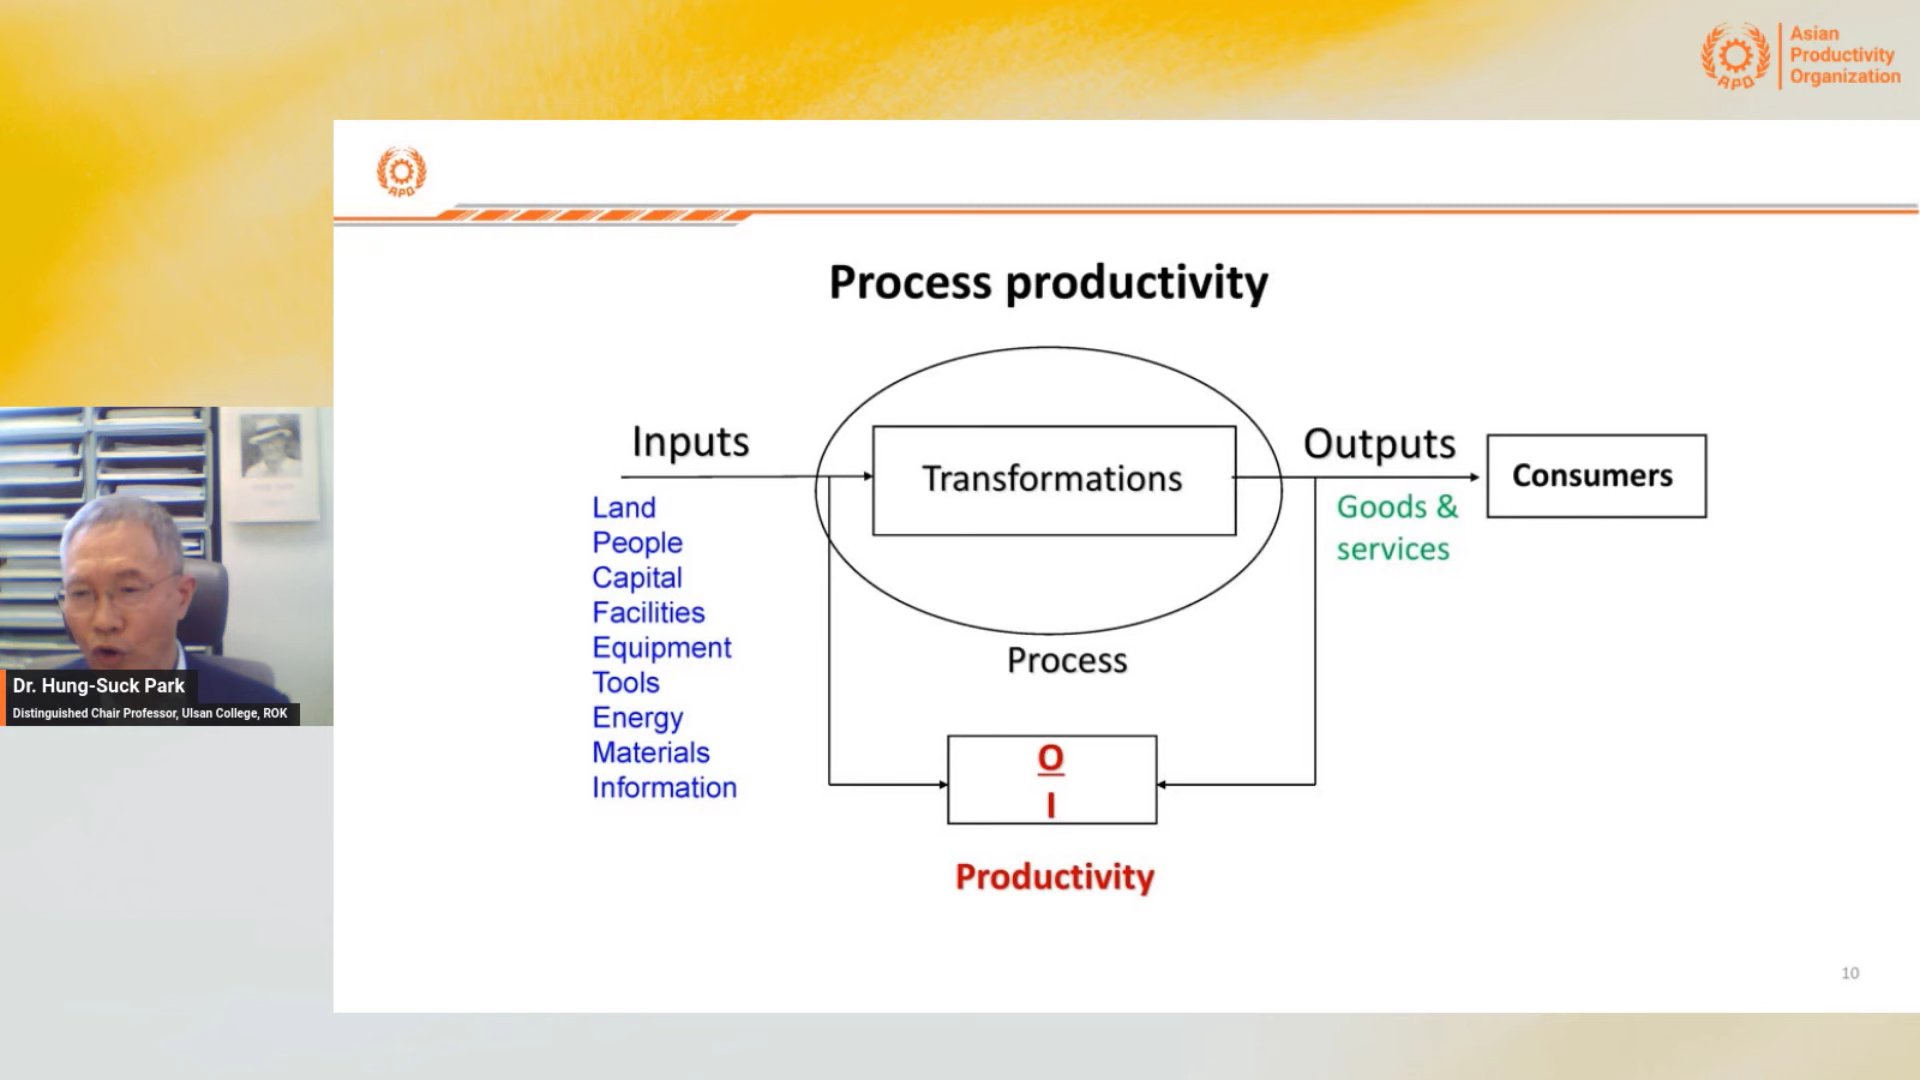 Asian
Productivity
Organization
APO
APO
Process productivity
Inputs
Transformations
Outputs
Consumers
Goods &
services
Land
People
Capital
Facilities
Equipment
Tools
Energy
Materials
Information
Process
O
I
Productivity
Dr. Hung-Suck Park
Distinguished Chair Professor, Ulsan College, ROK
10